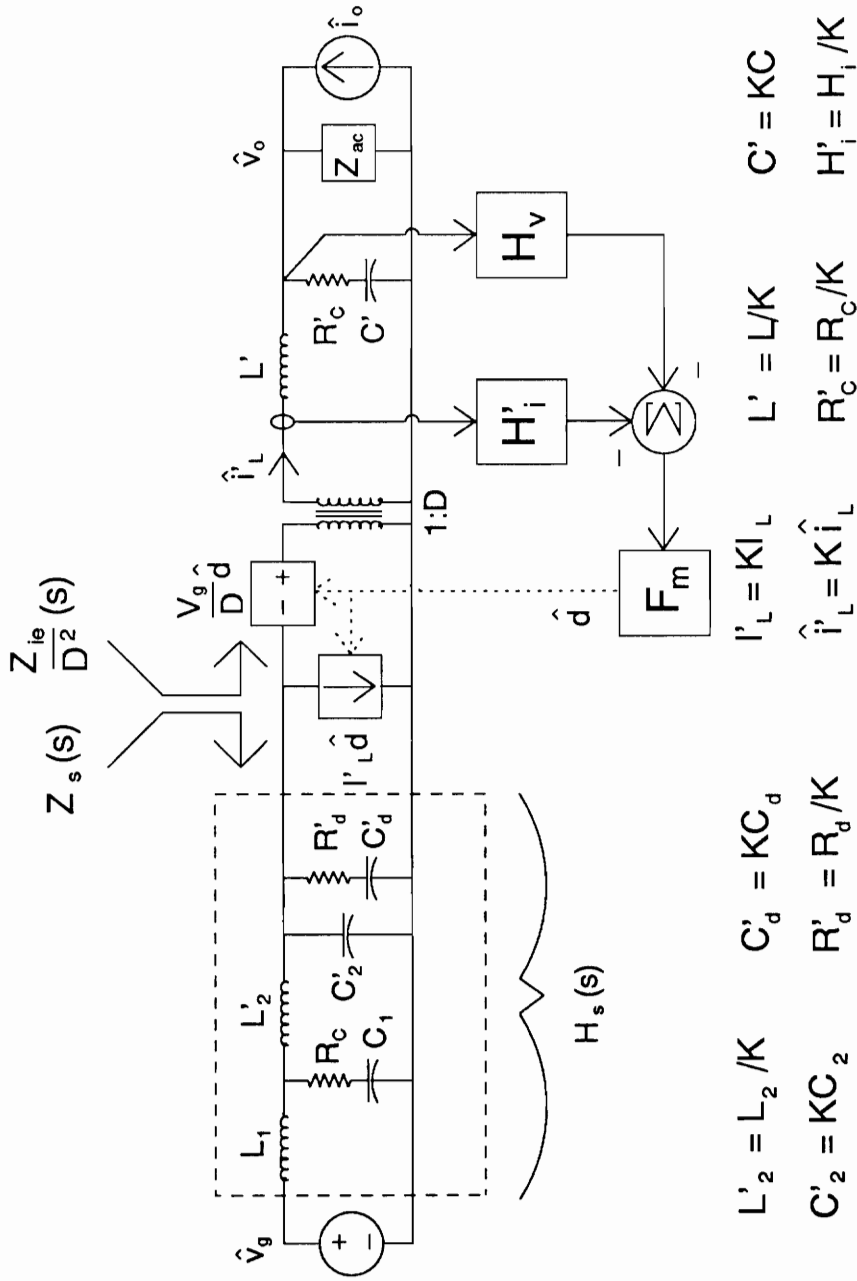 Z_s(s)
Z_ie/D² (s)
v̂_g
+
−
L_1
R_C
C_1
L'_2
C'_2
R'_d
C'_d
H_s(s)
I'_L d̂
V_g/D d̂
− +
1:D
î'_L
L'
R'_C
C'
v̂_o
Z_ac
î_o
H'_i
H_v
Σ
−
−
F_m
d̂
L'_2 = L_2/K C'_d = KC_d I'_L = KI_L L' = L/K C' = KC
C'_2 = KC_2 R'_d = R_d/K î'_L = Kî_L R'_C = R_C/K H'_i = H_i/K